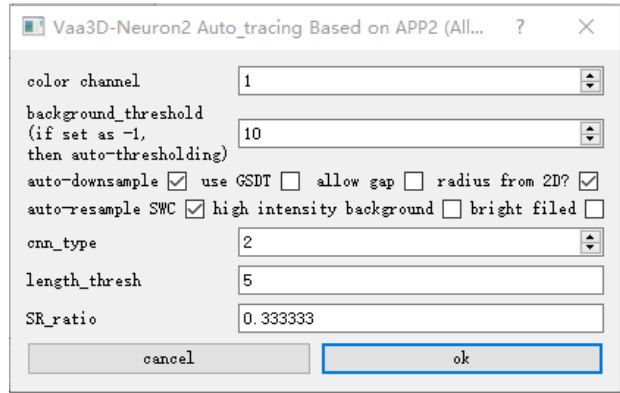 Vaa3D-Neuron2 Auto_tracing Based on APP2 (All... ? ×
color channel 1
background_threshold
(if set as -1,
then auto-thresholding) 10
auto-downsample use GSDT allow gap radius from 2D?
auto-resample SWC high intensity background bright filed
cnn_type 2
length_thresh 5
SR_ratio 0.333333
cancel ok